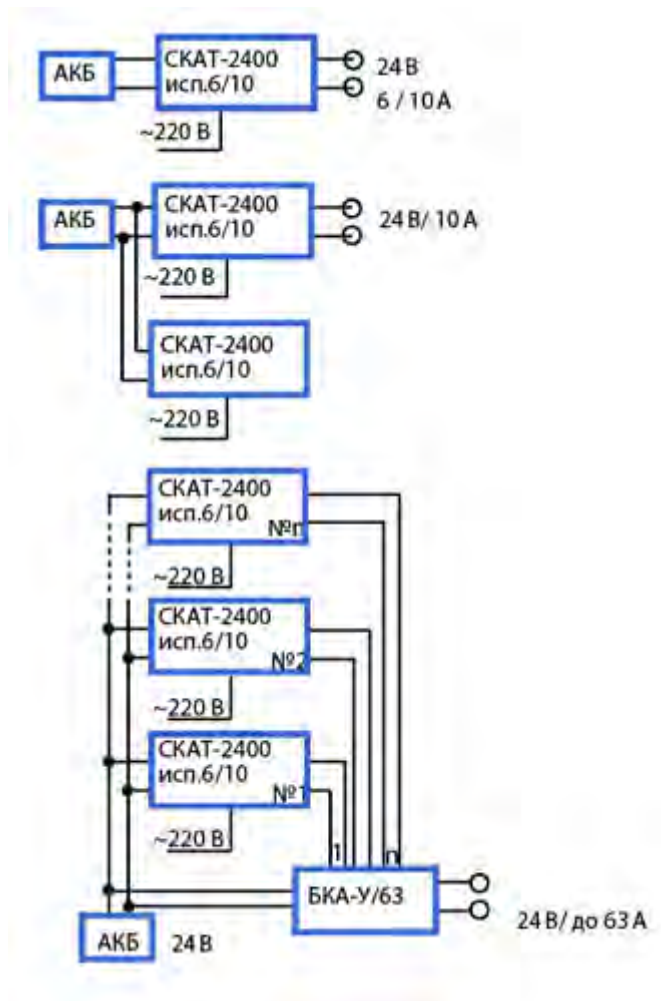 АКБ
СКАТ-2400
исп.6/10
24 В
6 / 10 А
~220 В
АКБ
СКАТ-2400
исп.6/10
24 В/ 10 А
~220 В
СКАТ-2400
исп.6/10
~220 В
СКАТ-2400
исп.6/10
№n
~220 В
СКАТ-2400
исп.6/10
№2
~220 В
СКАТ-2400
исп.6/10
№1
~220 В
1
n
БКА-У/63
24 В/ до 63 А
АКБ
24 В